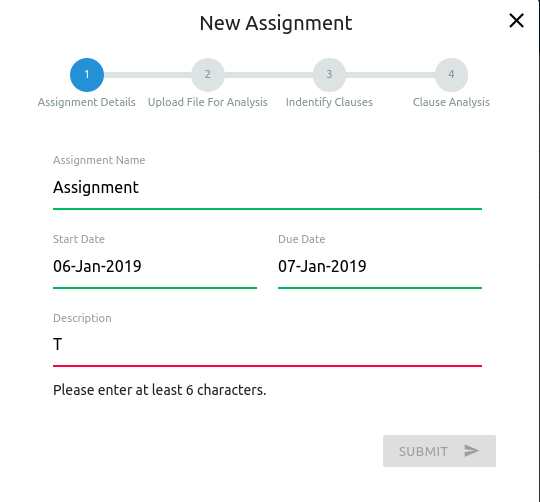 New Assignment
1 2 3 4
Assignment Details Upload File For Analysis Indentify Clauses Clause Analysis
Assignment Name
Assignment
Start Date Due Date
06-Jan-2019 07-Jan-2019
Description
T
Please enter at least 6 characters.
SUBMIT